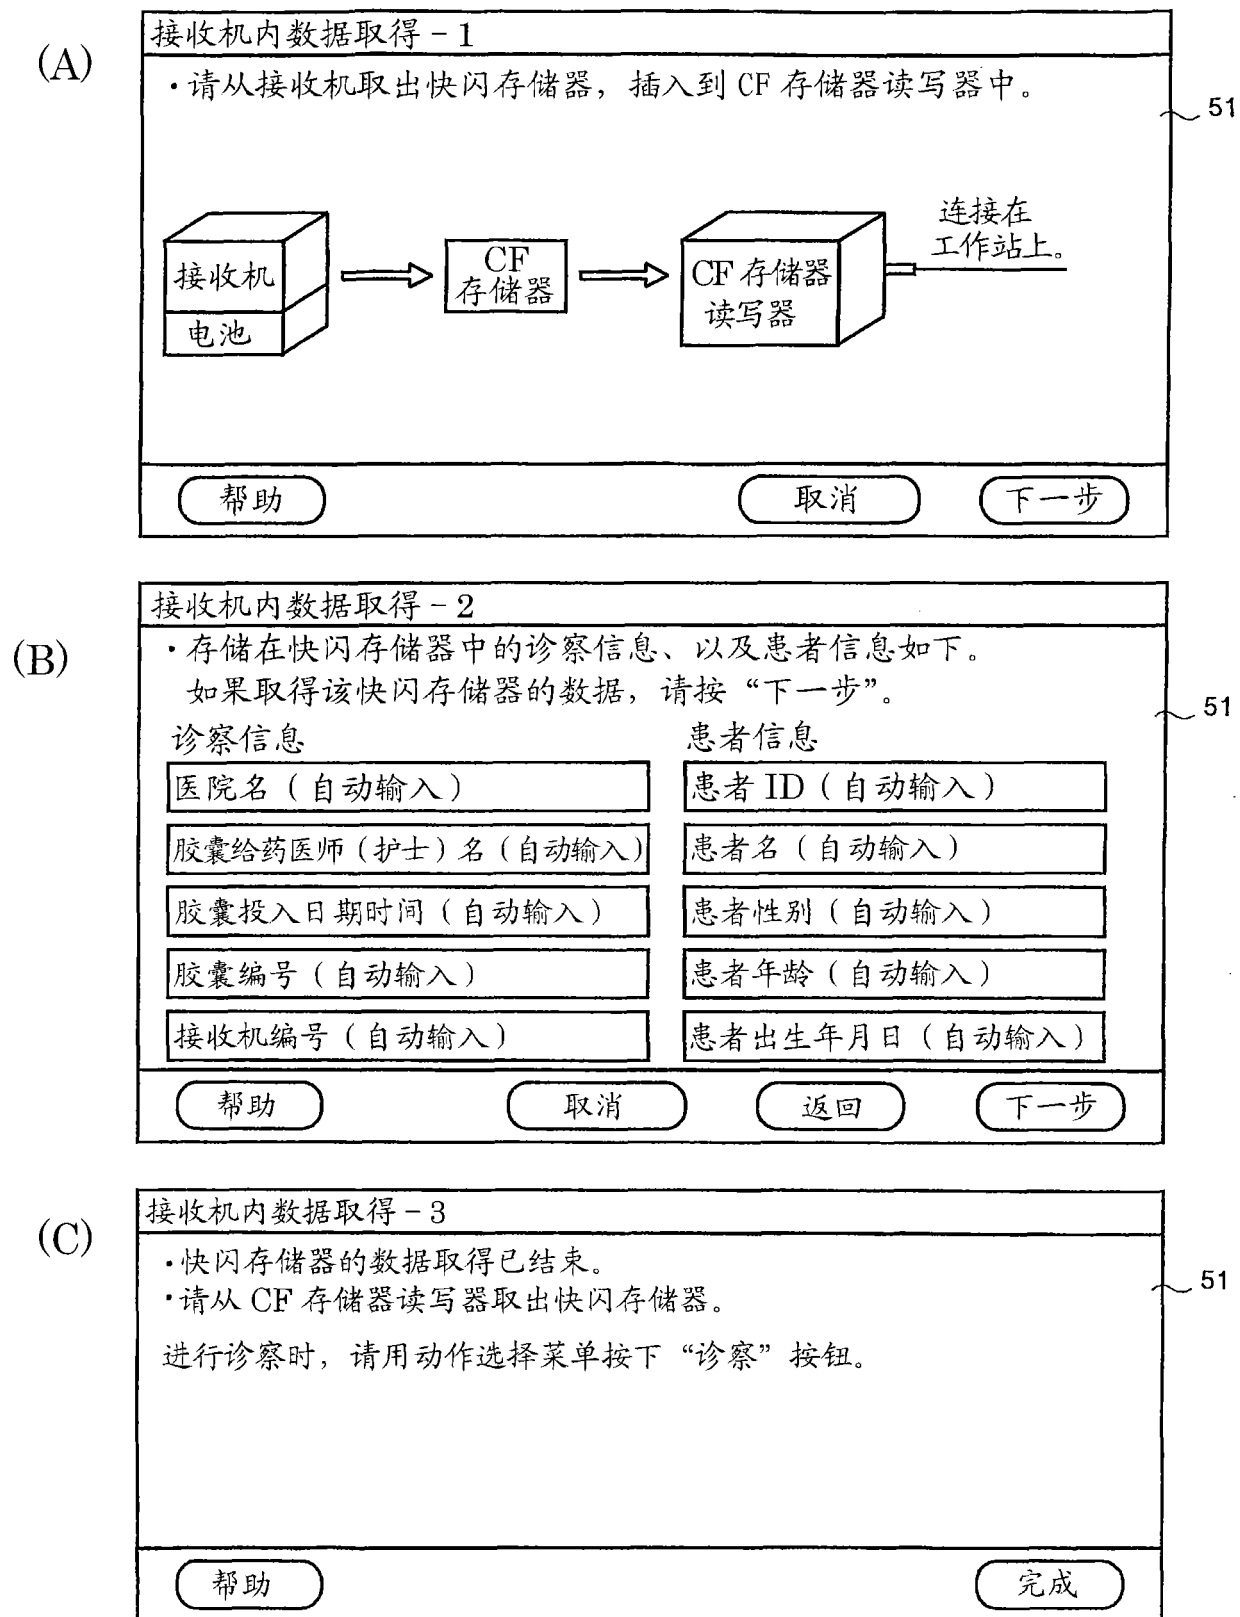 (A)
接收机内数据取得－1
・请从接收机取出快闪存储器，插入到 CF 存储器读写器中。
51
接收机
电池
CF
存储器
CF 存储器
读写器
连接在
工作站上。
帮助
取消
下一步
(B)
接收机内数据取得－2
・存储在快闪存储器中的诊察信息、以及患者信息如下。
如果取得该快闪存储器的数据，请按“下一步”。
51
诊察信息
患者信息
医院名（自动输入）
患者 ID（自动输入）
胶囊给药医师（护士）名（自动输入）
患者名（自动输入）
胶囊投入日期时间（自动输入）
患者性别（自动输入）
胶囊编号（自动输入）
患者年龄（自动输入）
接收机编号（自动输入）
患者出生年月日（自动输入）
帮助
取消
返回
下一步
(C)
接收机内数据取得－3
・快闪存储器的数据取得已结束。
51
・请从 CF 存储器读写器取出快闪存储器。
进行诊察时，请用动作选择菜单按下“诊察”按钮。
帮助
完成